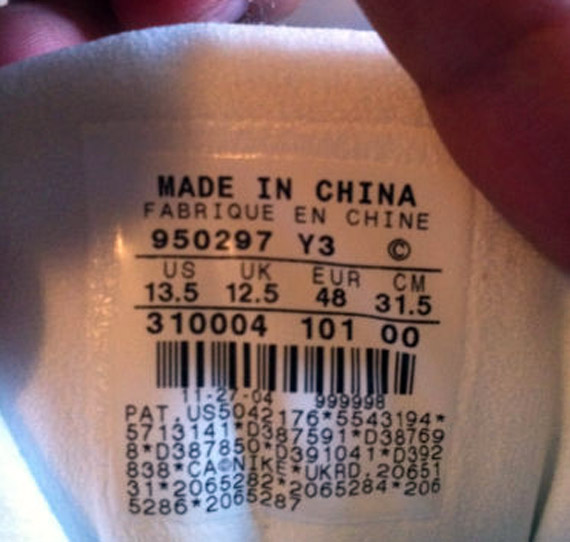 MADE IN CHINA
FABRIQUE EN CHINE
950297 Y3 ©
US UK EUR CM
13.5 12.5 48 31.5
310004 101 00
11-27-04 999998
PAT.US5042176*5543194*
5713141*D387591*D38769
8*D387850*D391041*D392
838*CA©NIKE*UKRD.20651
31*2065282*2065284*206
5286*2065287